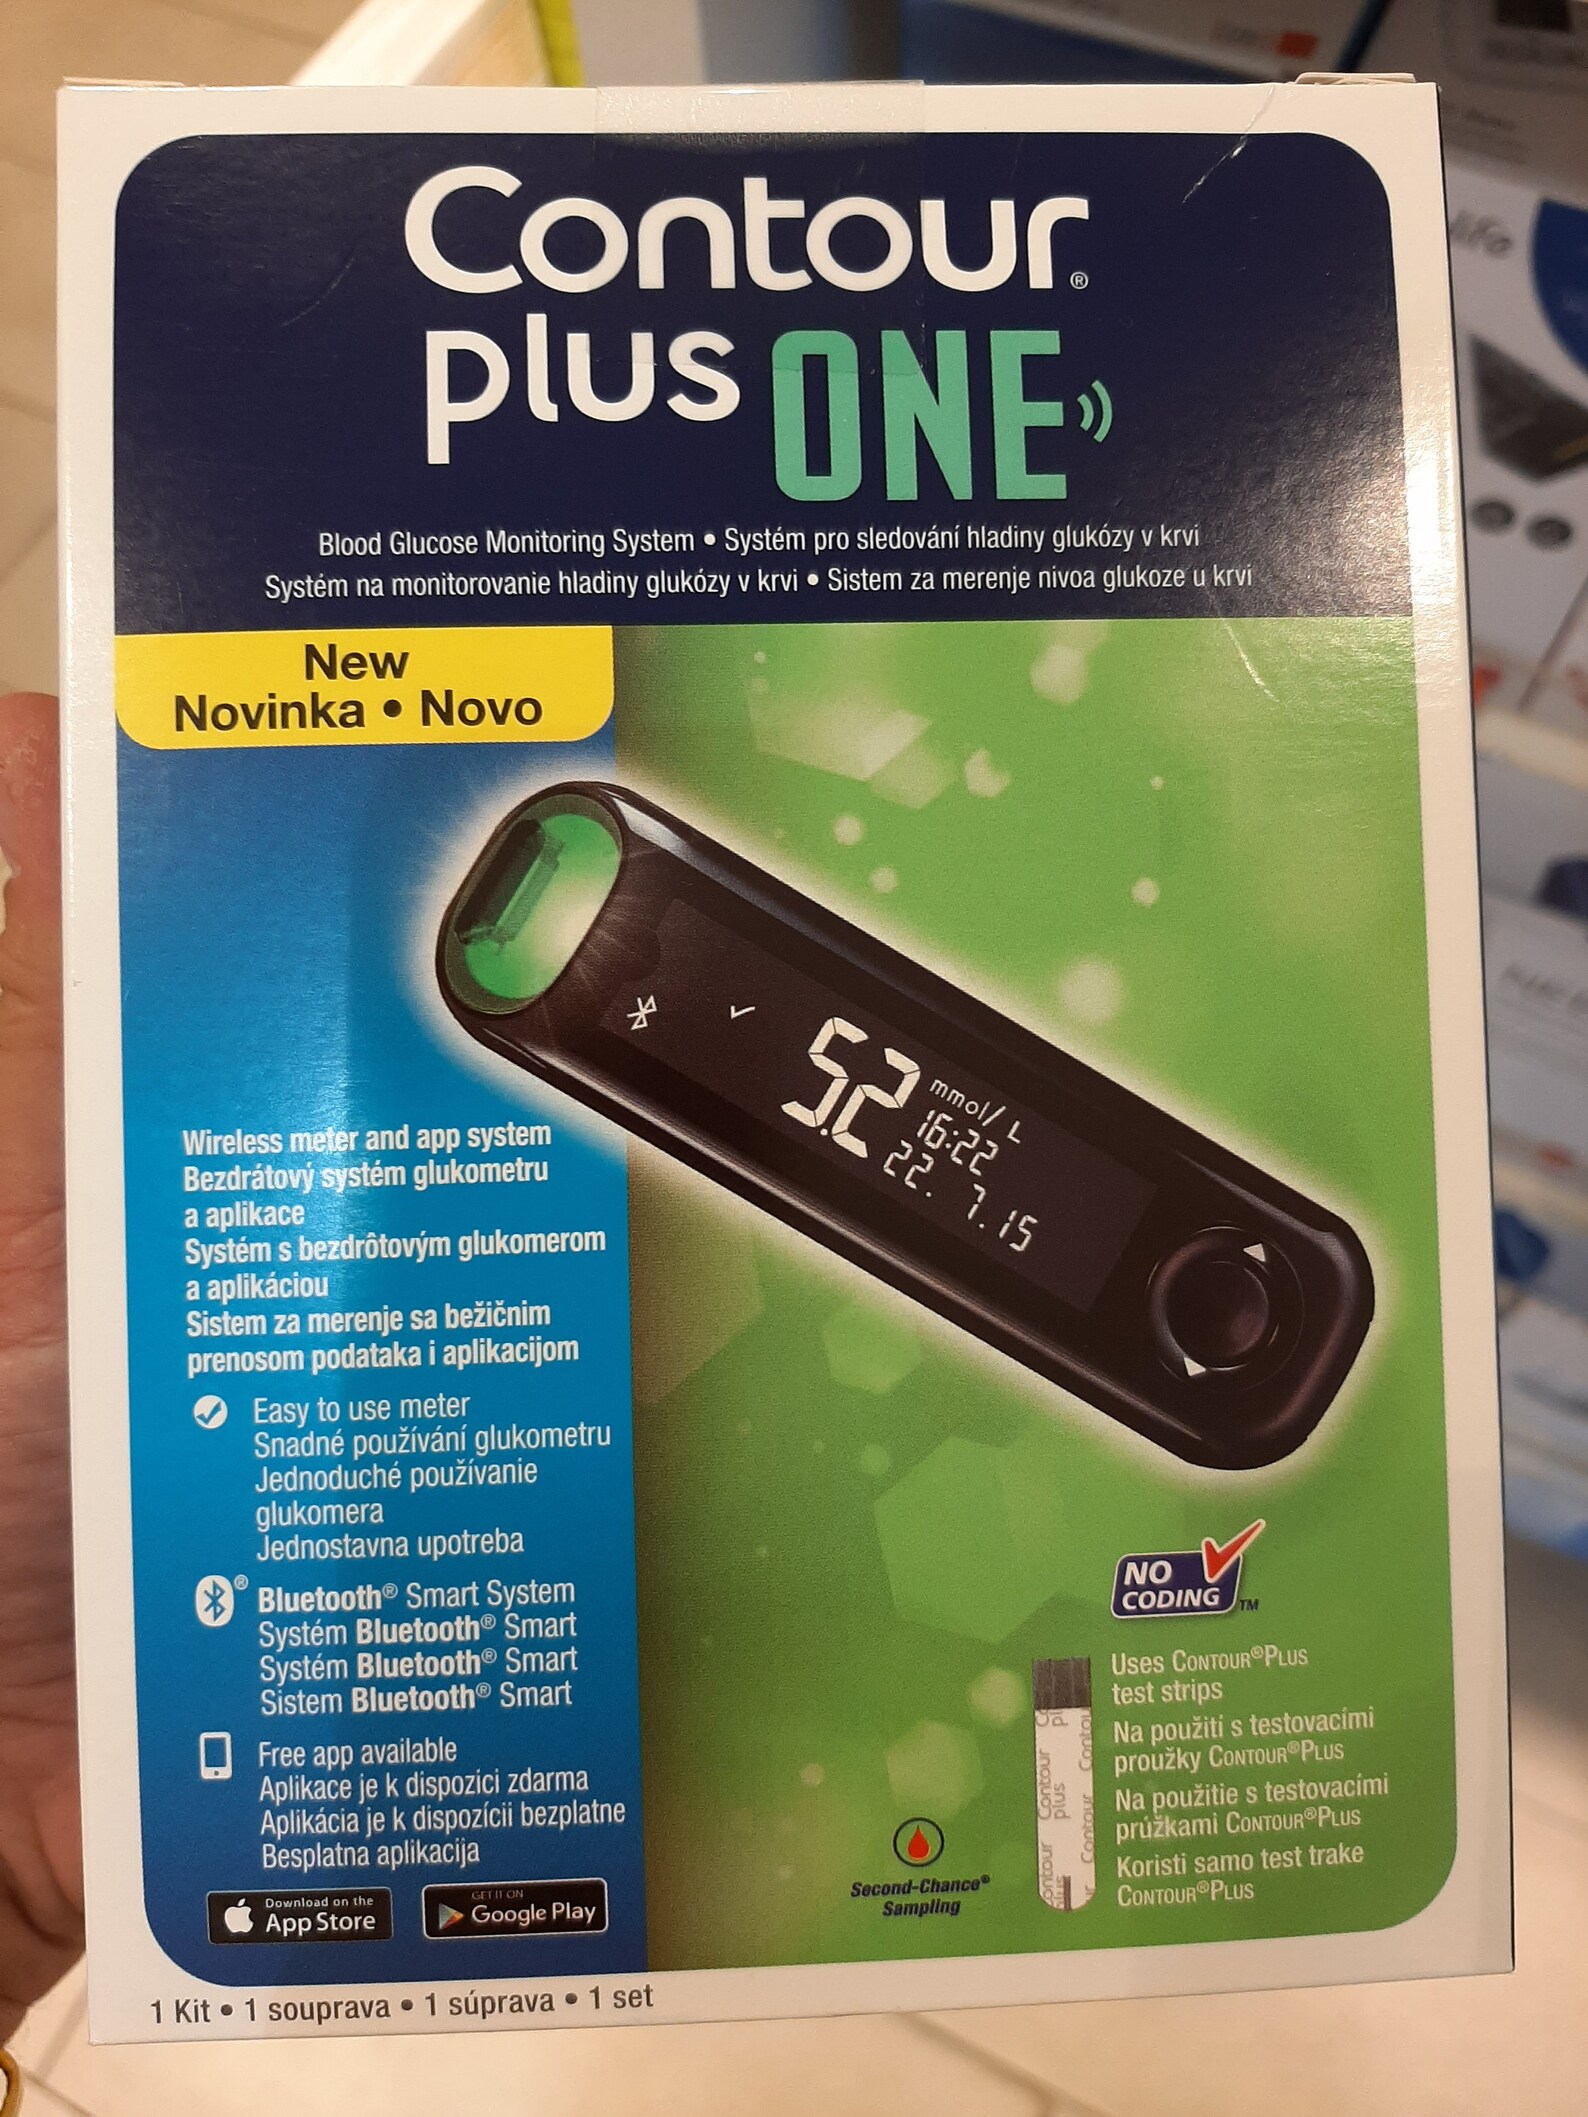 Contour®
plus ONE
Blood Glucose Monitoring System • Systém pro sledování hladiny glukózy v krvi
Systém na monitorovanie hladiny glukózy v krvi • Sistem za merenje nivoa glukoze u krvi
New
Novinka • Novo
5.2 mmol/L
16:22
22. 7. 15
Wireless meter and app system
Bezdrátový systém glukometru
a aplikace
Systém s bezdrôtovým glukomerom
a aplikáciou
Sistem za merenje sa bežičnim
prenosom podataka i aplikacijom
Easy to use meter
Snadné používání glukometru
Jednoduché používanie
glukomera
Jednostavna upotreba
® Bluetooth® Smart System
Systém Bluetooth® Smart
Systém Bluetooth® Smart
Sistem Bluetooth® Smart
Free app available
Aplikace je k dispozici zdarma
Aplikácia je k dispozícii bezplatne
Besplatna aplikacija
Download on the
App Store
GET IT ON
Google Play
NO
CODING™
Uses CONTOUR®PLUS
test strips
Na použití s testovacími
proužky CONTOUR®PLUS
Na použitie s testovacími
prúžkami CONTOUR®PLUS
Koristi samo test trake
CONTOUR®PLUS
Contour
plus
Contour
Second-Chance®
Sampling
1 Kit • 1 souprava • 1 súprava • 1 set
life